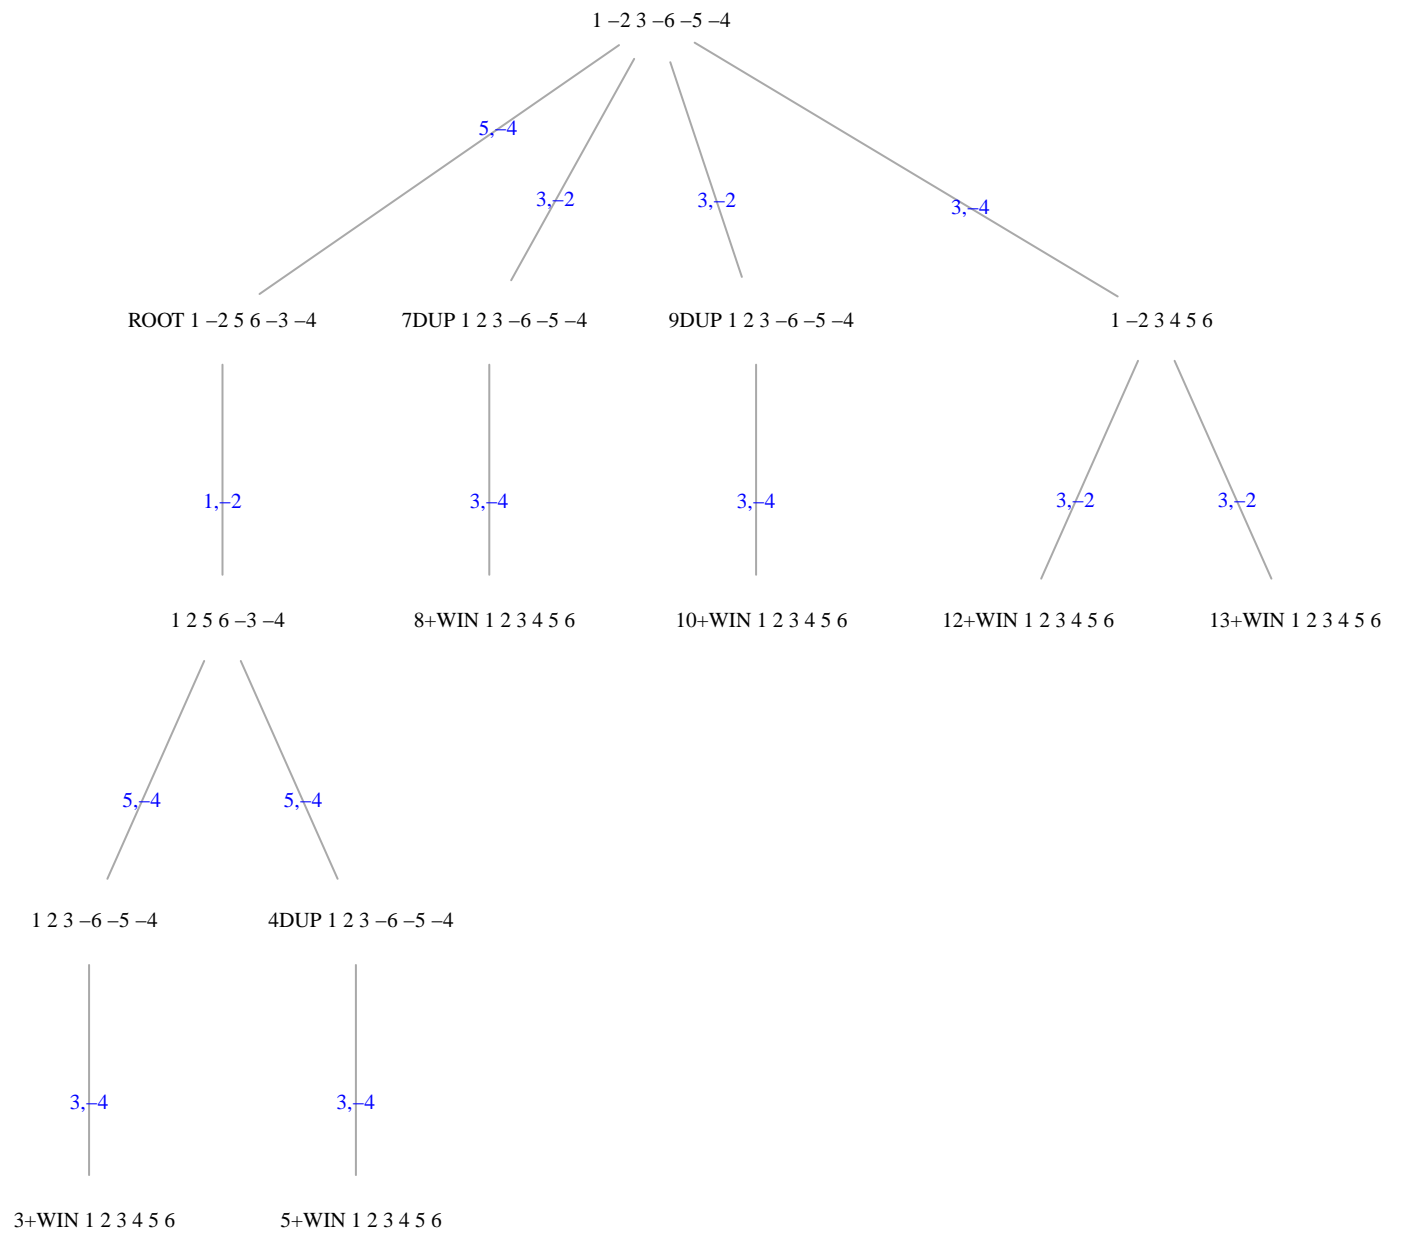 1 –2 3 –6 –5 –4
5,–4
3,–2
3,–2
3,–4
ROOT 1 –2 5 6 –3 –4
7DUP 1 2 3 –6 –5 –4
9DUP 1 2 3 –6 –5 –4
1 –2 3 4 5 6
1,–2
3,–4
3,–4
3,–2
3,–2
1 2 5 6 –3 –4
8+WIN 1 2 3 4 5 6
10+WIN 1 2 3 4 5 6
12+WIN 1 2 3 4 5 6
13+WIN 1 2 3 4 5 6
5,–4
5,–4
1 2 3 –6 –5 –4
4DUP 1 2 3 –6 –5 –4
3,–4
3,–4
3+WIN 1 2 3 4 5 6
5+WIN 1 2 3 4 5 6